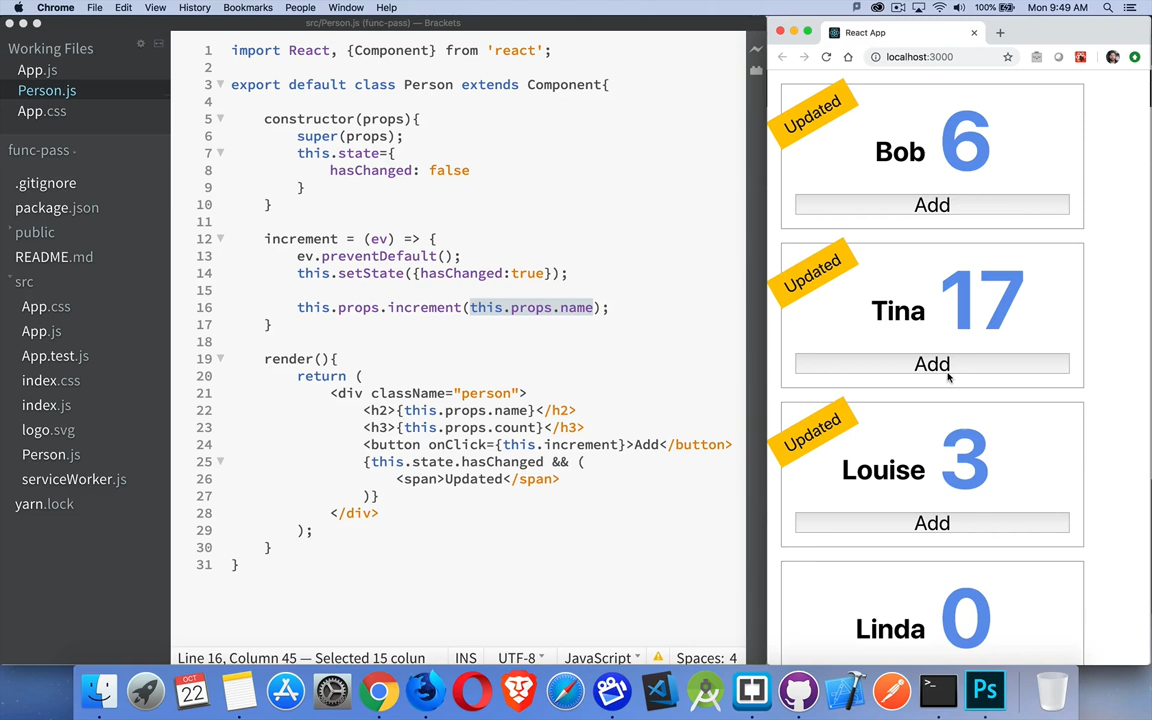 Chrome File Edit View History Bookmarks People Window Help
100% Mon 9:49 AM
src/Person.js (func-pass) — Brackets
Working Files
App.js
Person.js
App.css
func-pass
.gitignore
package.json
public
README.md
src
App.css
App.js
App.test.js
index.css
index.js
logo.svg
Person.js
serviceWorker.js
yarn.lock
1 import React, {Component} from 'react';
2
3 export default class Person extends Component{
4
5 constructor(props){
6 super(props);
7 this.state={
8 hasChanged: false
9 }
10 }
11
12 increment = (ev) => {
13 ev.preventDefault();
14 this.setState({hasChanged:true});
15
16 this.props.increment(this.props.name);
17 }
18
19 render(){
20 return (
21 <div className="person">
22 <h2>{this.props.name}</h2>
23 <h3>{this.props.count}</h3>
24 <button onClick={this.increment}>Add</button>
25 {this.state.hasChanged && (
26 <span>Updated</span>
27 )}
28 </div>
29 );
30 }
31 }
Line 16, Column 45 — Selected 15 colun INS UTF-8 JavaScript Spaces: 4
React App
localhost:3000
Updated
Bob 6
Add
Updated
Tina 17
Add
Updated
Louise 3
Add
Linda 0
OCT
22
>_
Ps